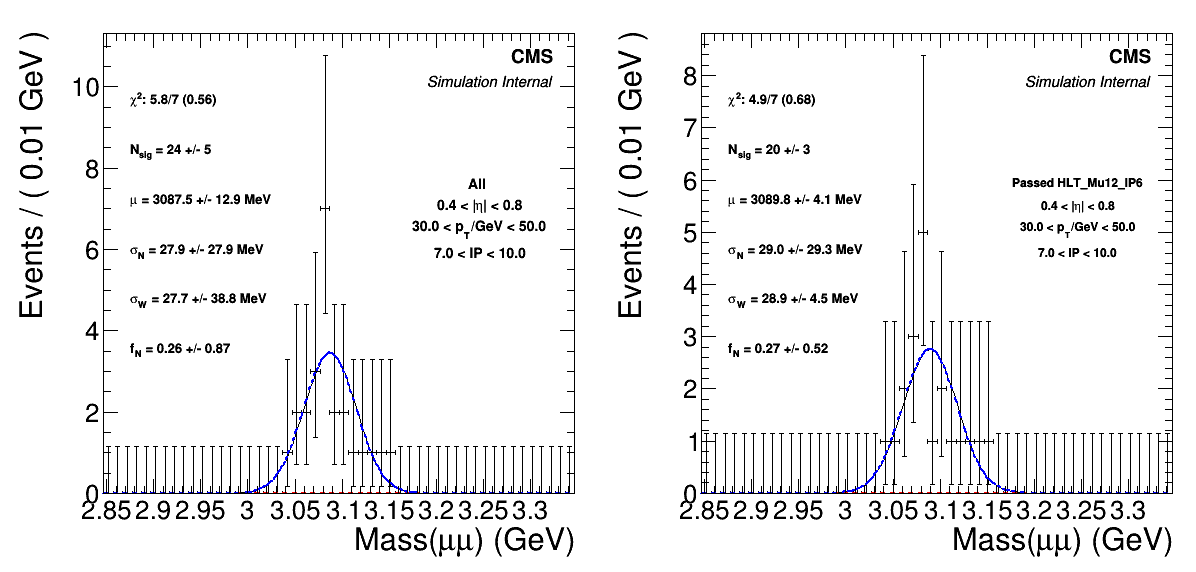 CMS
Simulation Internal
χ²: 5.8/7 (0.56)
N_sig = 24 +/- 5
μ = 3087.5 +/- 12.9 MeV
σ_N = 27.9 +/- 27.9 MeV
σ_W = 27.7 +/- 38.8 MeV
f_N = 0.26 +/- 0.87
All
0.4 < |η| < 0.8
30.0 < p_T/GeV < 50.0
7.0 < IP < 10.0
Events / ( 0.01 GeV )
10
8
6
4
2
0
2.85 2.9 2.95 3 3.05 3.1 3.15 3.2 3.25 3.3
Mass(μμ) (GeV)
CMS
Simulation Internal
χ²: 4.9/7 (0.68)
N_sig = 20 +/- 3
μ = 3089.8 +/- 4.1 MeV
σ_N = 29.0 +/- 29.3 MeV
σ_W = 28.9 +/- 4.5 MeV
f_N = 0.27 +/- 0.52
Passed HLT_Mu12_IP6
0.4 < |η| < 0.8
30.0 < p_T/GeV < 50.0
7.0 < IP < 10.0
Events / ( 0.01 GeV )
8
7
6
5
4
3
2
1
0
2.85 2.9 2.95 3 3.05 3.1 3.15 3.2 3.25 3.3
Mass(μμ) (GeV)